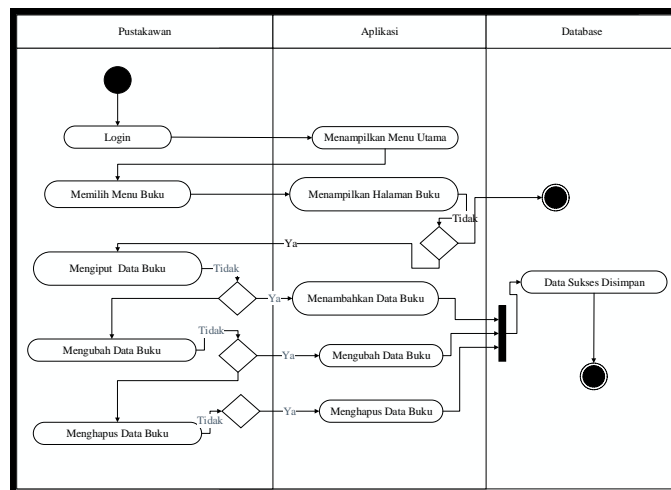 Pustakawan
Aplikasi
Database
Login
Menampilkan Menu Utama
Memilih Menu Buku
Menampilkan Halaman Buku
Tidak
Ya
Mengiput Data Buku
Tidak
Ya
Menambahkan Data Buku
Data Sukses Disimpan
Tidak
Mengubah Data Buku
Ya
Mengubah Data Buku
Menghapus Data Buku
Tidak
Ya
Menghapus Data Buku